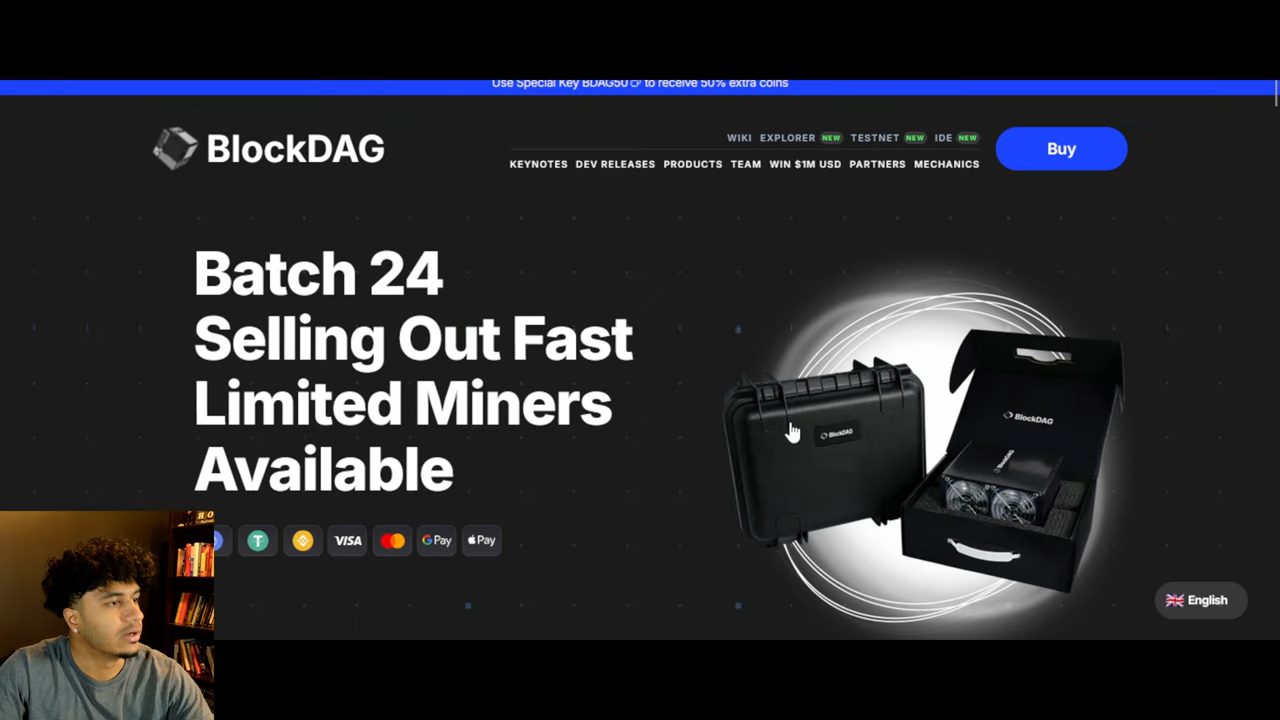 Use Special Key BDAG50 to receive 50% extra coins
BlockDAG
WIKI EXPLORER NEW TESTNET NEW IDE NEW
KEYNOTES DEV RELEASES PRODUCTS TEAM WIN $1M USD PARTNERS MECHANICS
Buy
Batch 24
Selling Out Fast
Limited Miners
Available
BlockDAG
BlockDAG
BlockDAG
VISA
G Pay
Pay
English